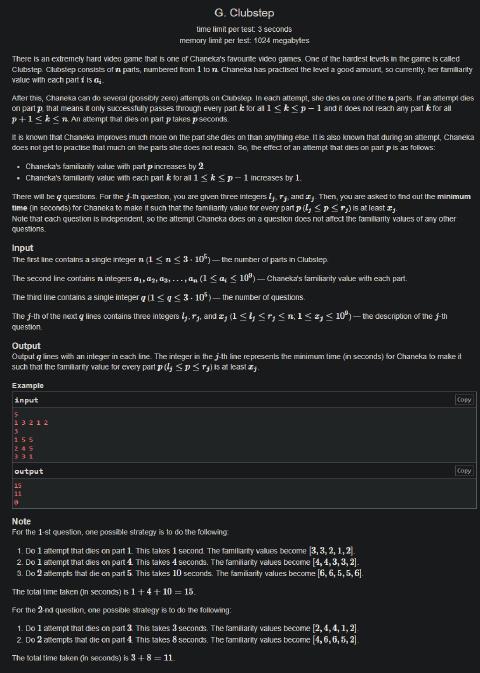 G. Clubstep
time limit per test: 3 seconds
memory limit per test: 1024 megabytes
There is an extremely hard video game that is one of Chaneka's favourite video games. One of the hardest levels in the game is called
Clubstep. Clubstep consists of n parts, numbered from 1 to n. Chaneka has practised the level a good amount, so currently, her familiarity
value with each part i is a_i.
After this, Chaneka can do several (possibly zero) attempts on Clubstep. In each attempt, she dies on one of the n parts. If an attempt dies
on part p, that means it only successfully passes through every part k for all 1 ≤ k ≤ p − 1 and it does not reach any part k for all
p + 1 ≤ k ≤ n. An attempt that dies on part p takes p seconds.
It is known that Chaneka improves much more on the part she dies on than anything else. It is also known that during an attempt, Chaneka
does not get to practise that much on the parts she does not reach. So, the effect of an attempt that dies on part p is as follows:
• Chaneka's familiarity value with part p increases by 2.
• Chaneka's familiarity value with each part k for all 1 ≤ k ≤ p − 1 increases by 1.
There will be q questions. For the j-th question, you are given three integers l_j, r_j, and x_j. Then, you are asked to find out the minimum
time (in seconds) for Chaneka to make it such that the familiarity value for every part p (l_j ≤ p ≤ r_j) is at least x_j.
Note that each question is independent, so the attempt Chaneka does on a question does not affect the familiarity values of any other
questions.
Input
The first line contains a single integer n (1 ≤ n ≤ 3 · 10^5) — the number of parts in Clubstep.
The second line contains n integers a_1, a_2, a_3, …, a_n (1 ≤ a_i ≤ 10^9) — Chaneka's familiarity value with each part.
The third line contains a single integer q (1 ≤ q ≤ 3 · 10^5) — the number of questions.
The j-th of the next q lines contains three integers l_j, r_j, and x_j (1 ≤ l_j ≤ r_j ≤ n; 1 ≤ x_j ≤ 10^9) — the description of the j-th
question.
Output
Output q lines with an integer in each line. The integer in the j-th line represents the minimum time (in seconds) for Chaneka to make it
such that the familiarity value for every part p (l_j ≤ p ≤ r_j) is at least x_j.
Example
input
Copy
5
1 3 2 1 2
3
1 5 5
2 4 5
3 3 1
output
Copy
15
11
0
Note
For the 1-st question, one possible strategy is to do the following:
1. Do 1 attempt that dies on part 1. This takes 1 second. The familiarity values become [3, 3, 2, 1, 2].
2. Do 1 attempt that dies on part 4. This takes 4 seconds. The familiarity values become [4, 4, 3, 3, 2].
3. Do 2 attempts that die on part 5. This takes 10 seconds. The familiarity values become [6, 6, 5, 5, 6].
The total time taken (in seconds) is 1 + 4 + 10 = 15.
For the 2-nd question, one possible strategy is to do the following:
1. Do 1 attempt that dies on part 3. This takes 3 seconds. The familiarity values become [2, 4, 4, 1, 2].
2. Do 2 attempts that die on part 4. This takes 8 seconds. The familiarity values become [4, 6, 6, 5, 2].
The total time taken (in seconds) is 3 + 8 = 11.